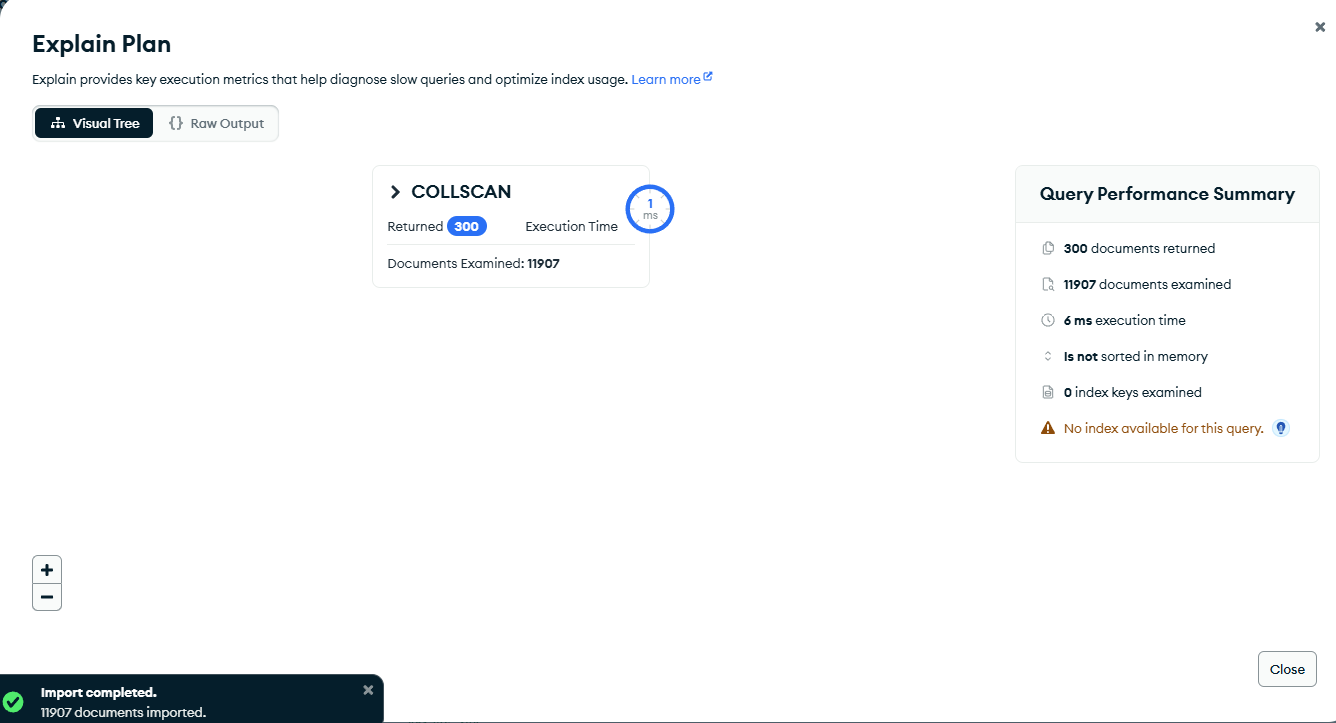 Explain Plan
Explain provides key execution metrics that help diagnose slow queries and optimize index usage. Learn more
Visual Tree
{} Raw Output
COLLSCAN
Returned 300 Execution Time
1
ms
Documents Examined: 11907
Query Performance Summary
300 documents returned
11907 documents examined
6 ms execution time
Is not sorted in memory
0 index keys examined
No index available for this query.
Close
Import completed.
11907 documents imported.